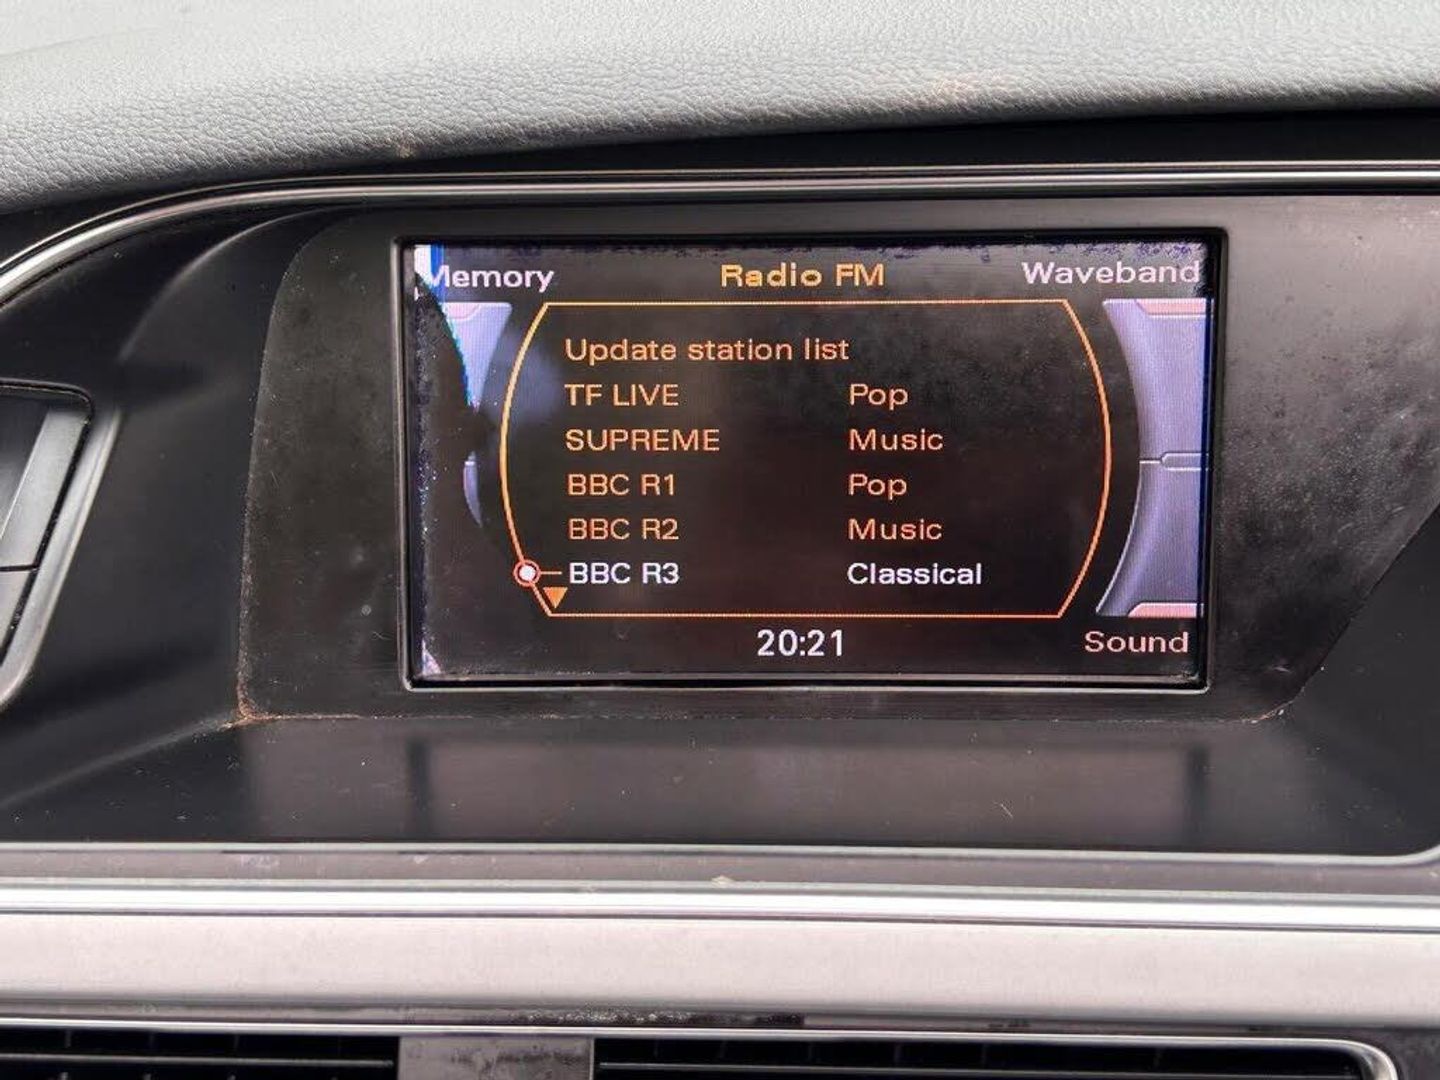 Memory Radio FM Waveband
Update station list
TF LIVE Pop
SUPREME Music
BBC R1 Pop
BBC R2 Music
BBC R3 Classical
20:21 Sound